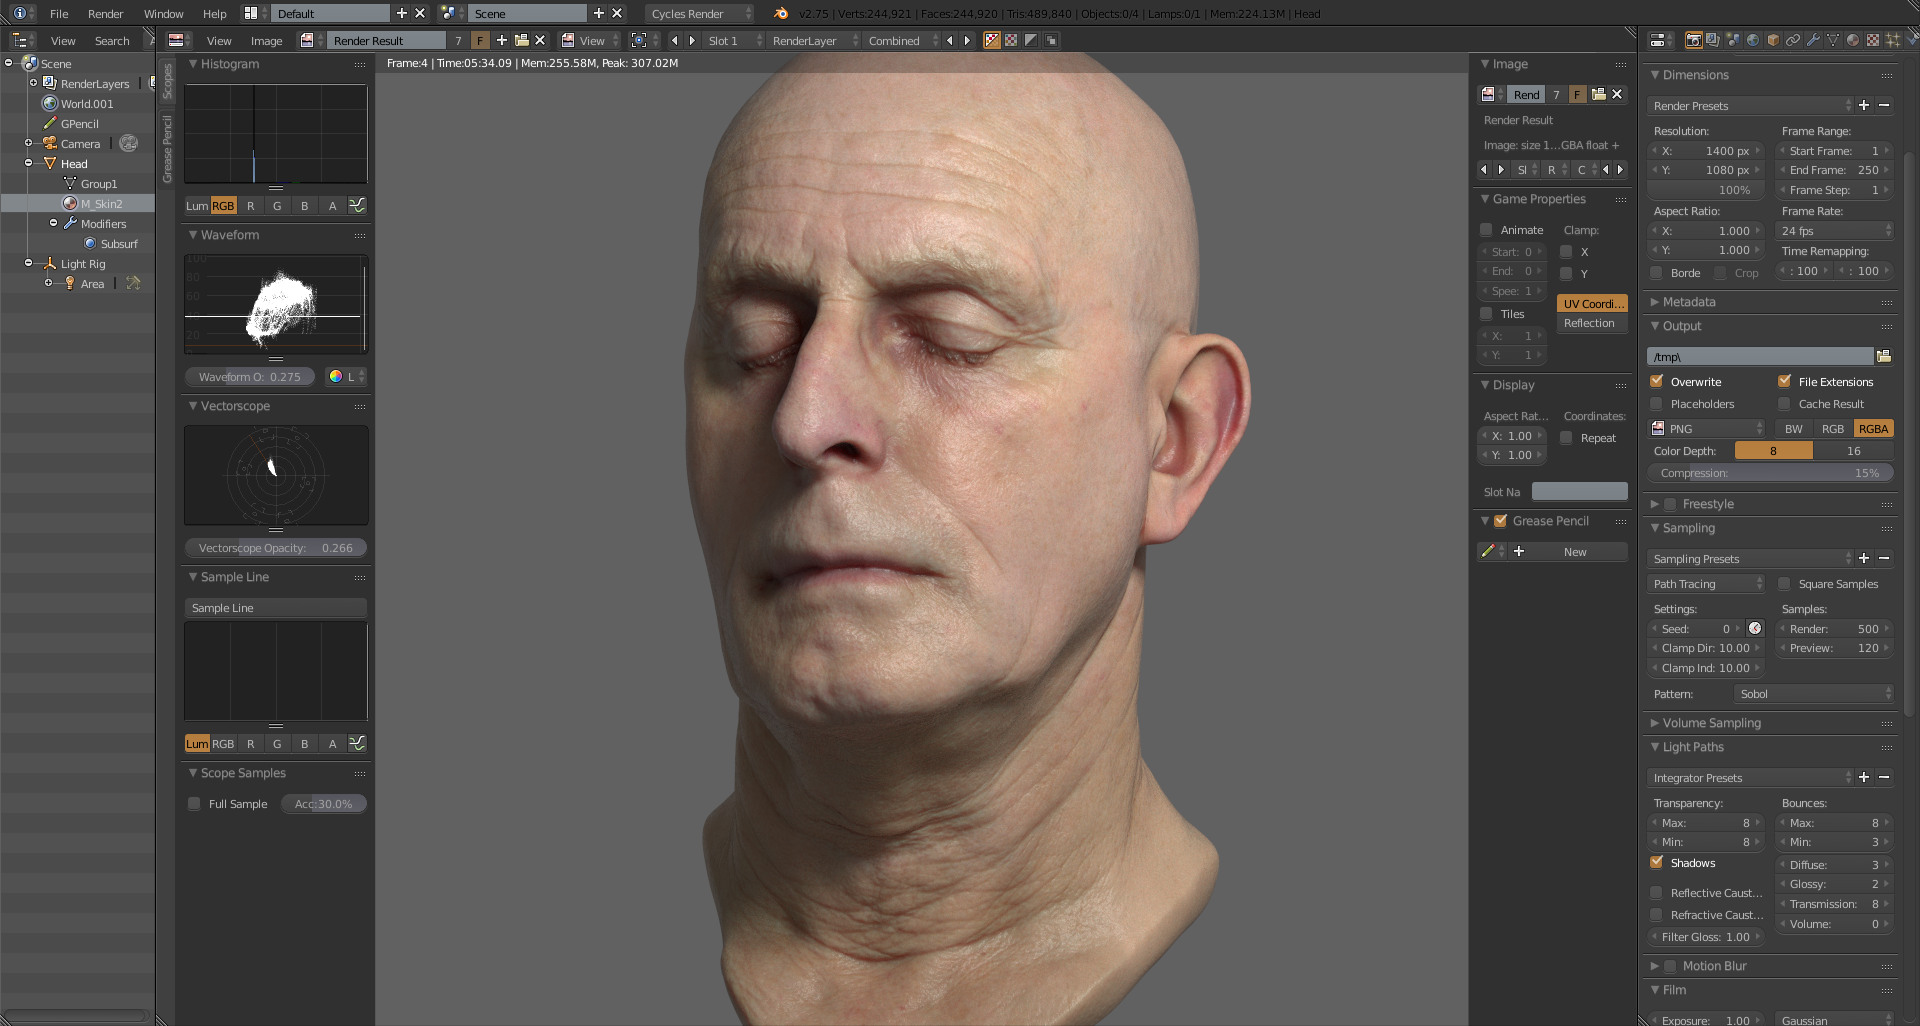 File Render Window Help Default Scene Cycles Render v2.75 | Verts:244,921 | Faces:244,920 | Tris:489,840 | Objects:0/4 | Lamps:0/1 | Mem:224.13M | Head
View Search
View Image Render Result 7 F View Slot 1 RenderLayer Combined
Scene
RenderLayers
World.001
GPencil
Camera
Head
Group1
M_Skin2
Modifiers
Subsurf
Light Rig
Area
Scopes
Grease Pencil
Histogram
Lum RGB R G B A
Waveform
100
80
60
20
Waveform O: 0.275 L
Vectorscope
Vectorscope Opacity: 0.266
Sample Line
Sample Line
Lum RGB R G B A
Scope Samples
Full Sample Acc:30.0%
Frame:4 | Time:05:34.09 | Mem:255.58M, Peak: 307.02M
Image
Rend 7 F
Render Result
Image: size 1...GBA float +
Sl R C
Game Properties
Animate Clamp:
Start: 0 X
End: 0 Y
Spee: 1
UV Coordi...
Tiles Reflection
X: 1
Y: 1
Display
Aspect Rat... Coordinates:
X: 1.00 Repeat
Y: 1.00
Slot Na
Grease Pencil
New
Dimensions
Render Presets
Resolution: Frame Range:
X: 1400 px Start Frame: 1
Y: 1080 px End Frame: 250
100% Frame Step: 1
Aspect Ratio: Frame Rate:
X: 1.000 24 fps
Y: 1.000 Time Remapping:
Borde Crop : 100 : 100
Metadata
Output
/tmp\
Overwrite File Extensions
Placeholders Cache Result
PNG BW RGB RGBA
Color Depth: 8 16
Compression: 15%
Freestyle
Sampling
Sampling Presets
Path Tracing Square Samples
Settings: Samples:
Seed: 0 Render: 500
Clamp Dir: 10.00 Preview: 120
Clamp Ind: 10.00
Pattern: Sobol
Volume Sampling
Light Paths
Integrator Presets
Transparency: Bounces:
Max: 8 Max: 8
Min: 8 Min: 3
Shadows Diffuse: 3
Glossy: 2
Reflective Caust...
Transmission: 8
Refractive Caust...
Volume: 0
Filter Gloss: 1.00
Motion Blur
Film
Exposure: 1.00 Gaussian